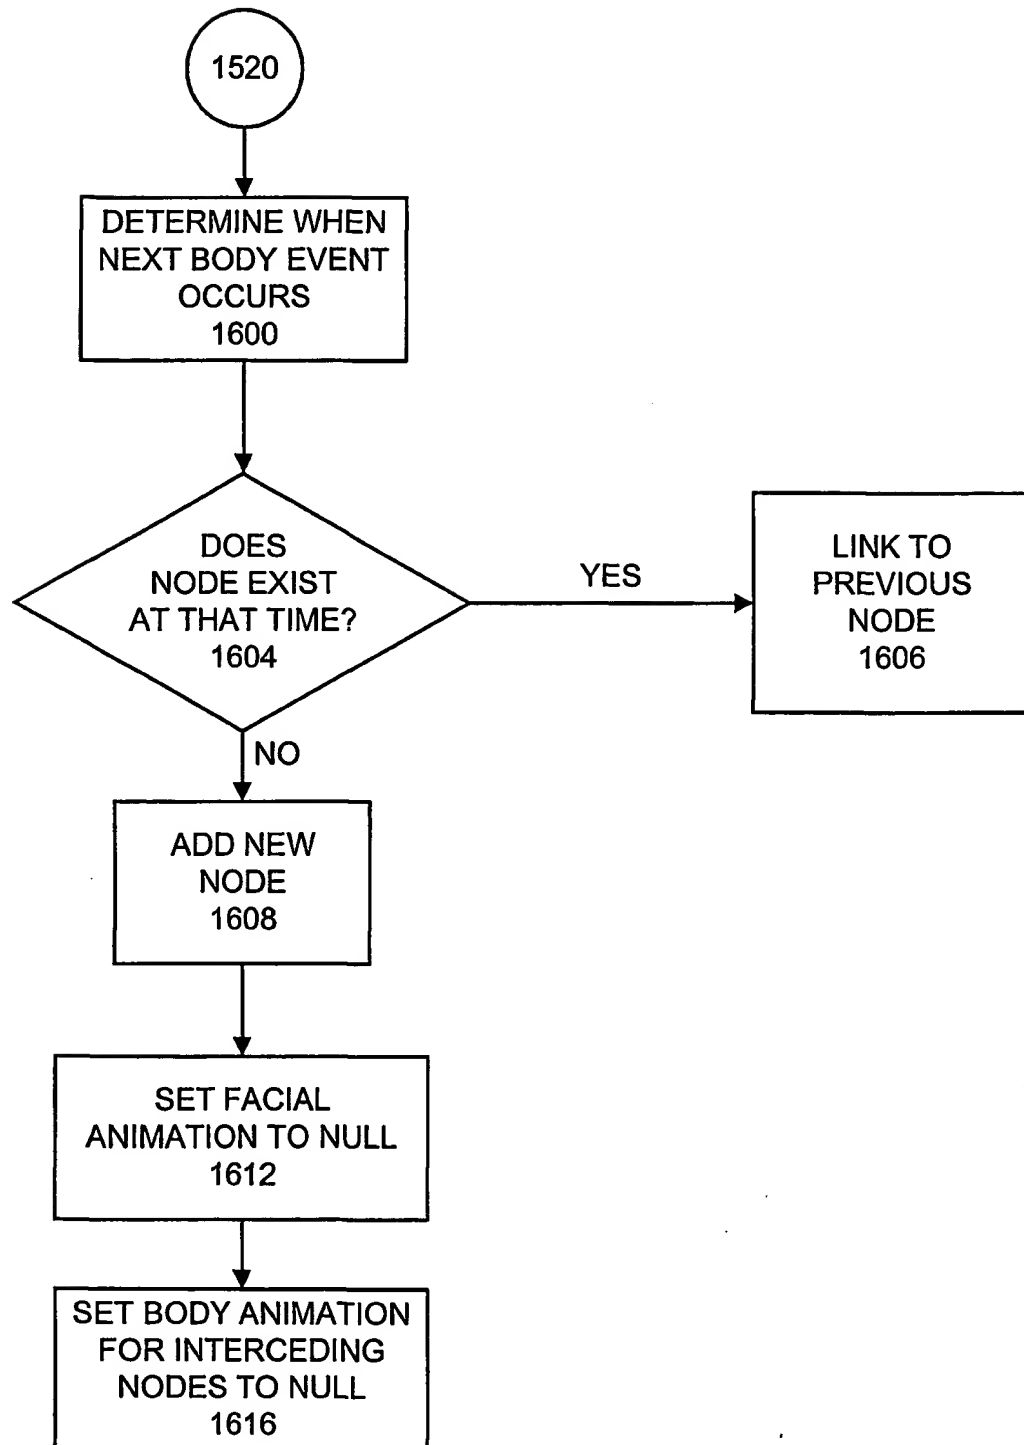 1520
DETERMINE WHEN
NEXT BODY EVENT
OCCURS
1600
DOES
NODE EXIST
AT THAT TIME?
1604
YES
LINK TO
PREVIOUS
NODE
1606
NO
ADD NEW
NODE
1608
SET FACIAL
ANIMATION TO NULL
1612
SET BODY ANIMATION
FOR INTERCEDING
NODES TO NULL
1616